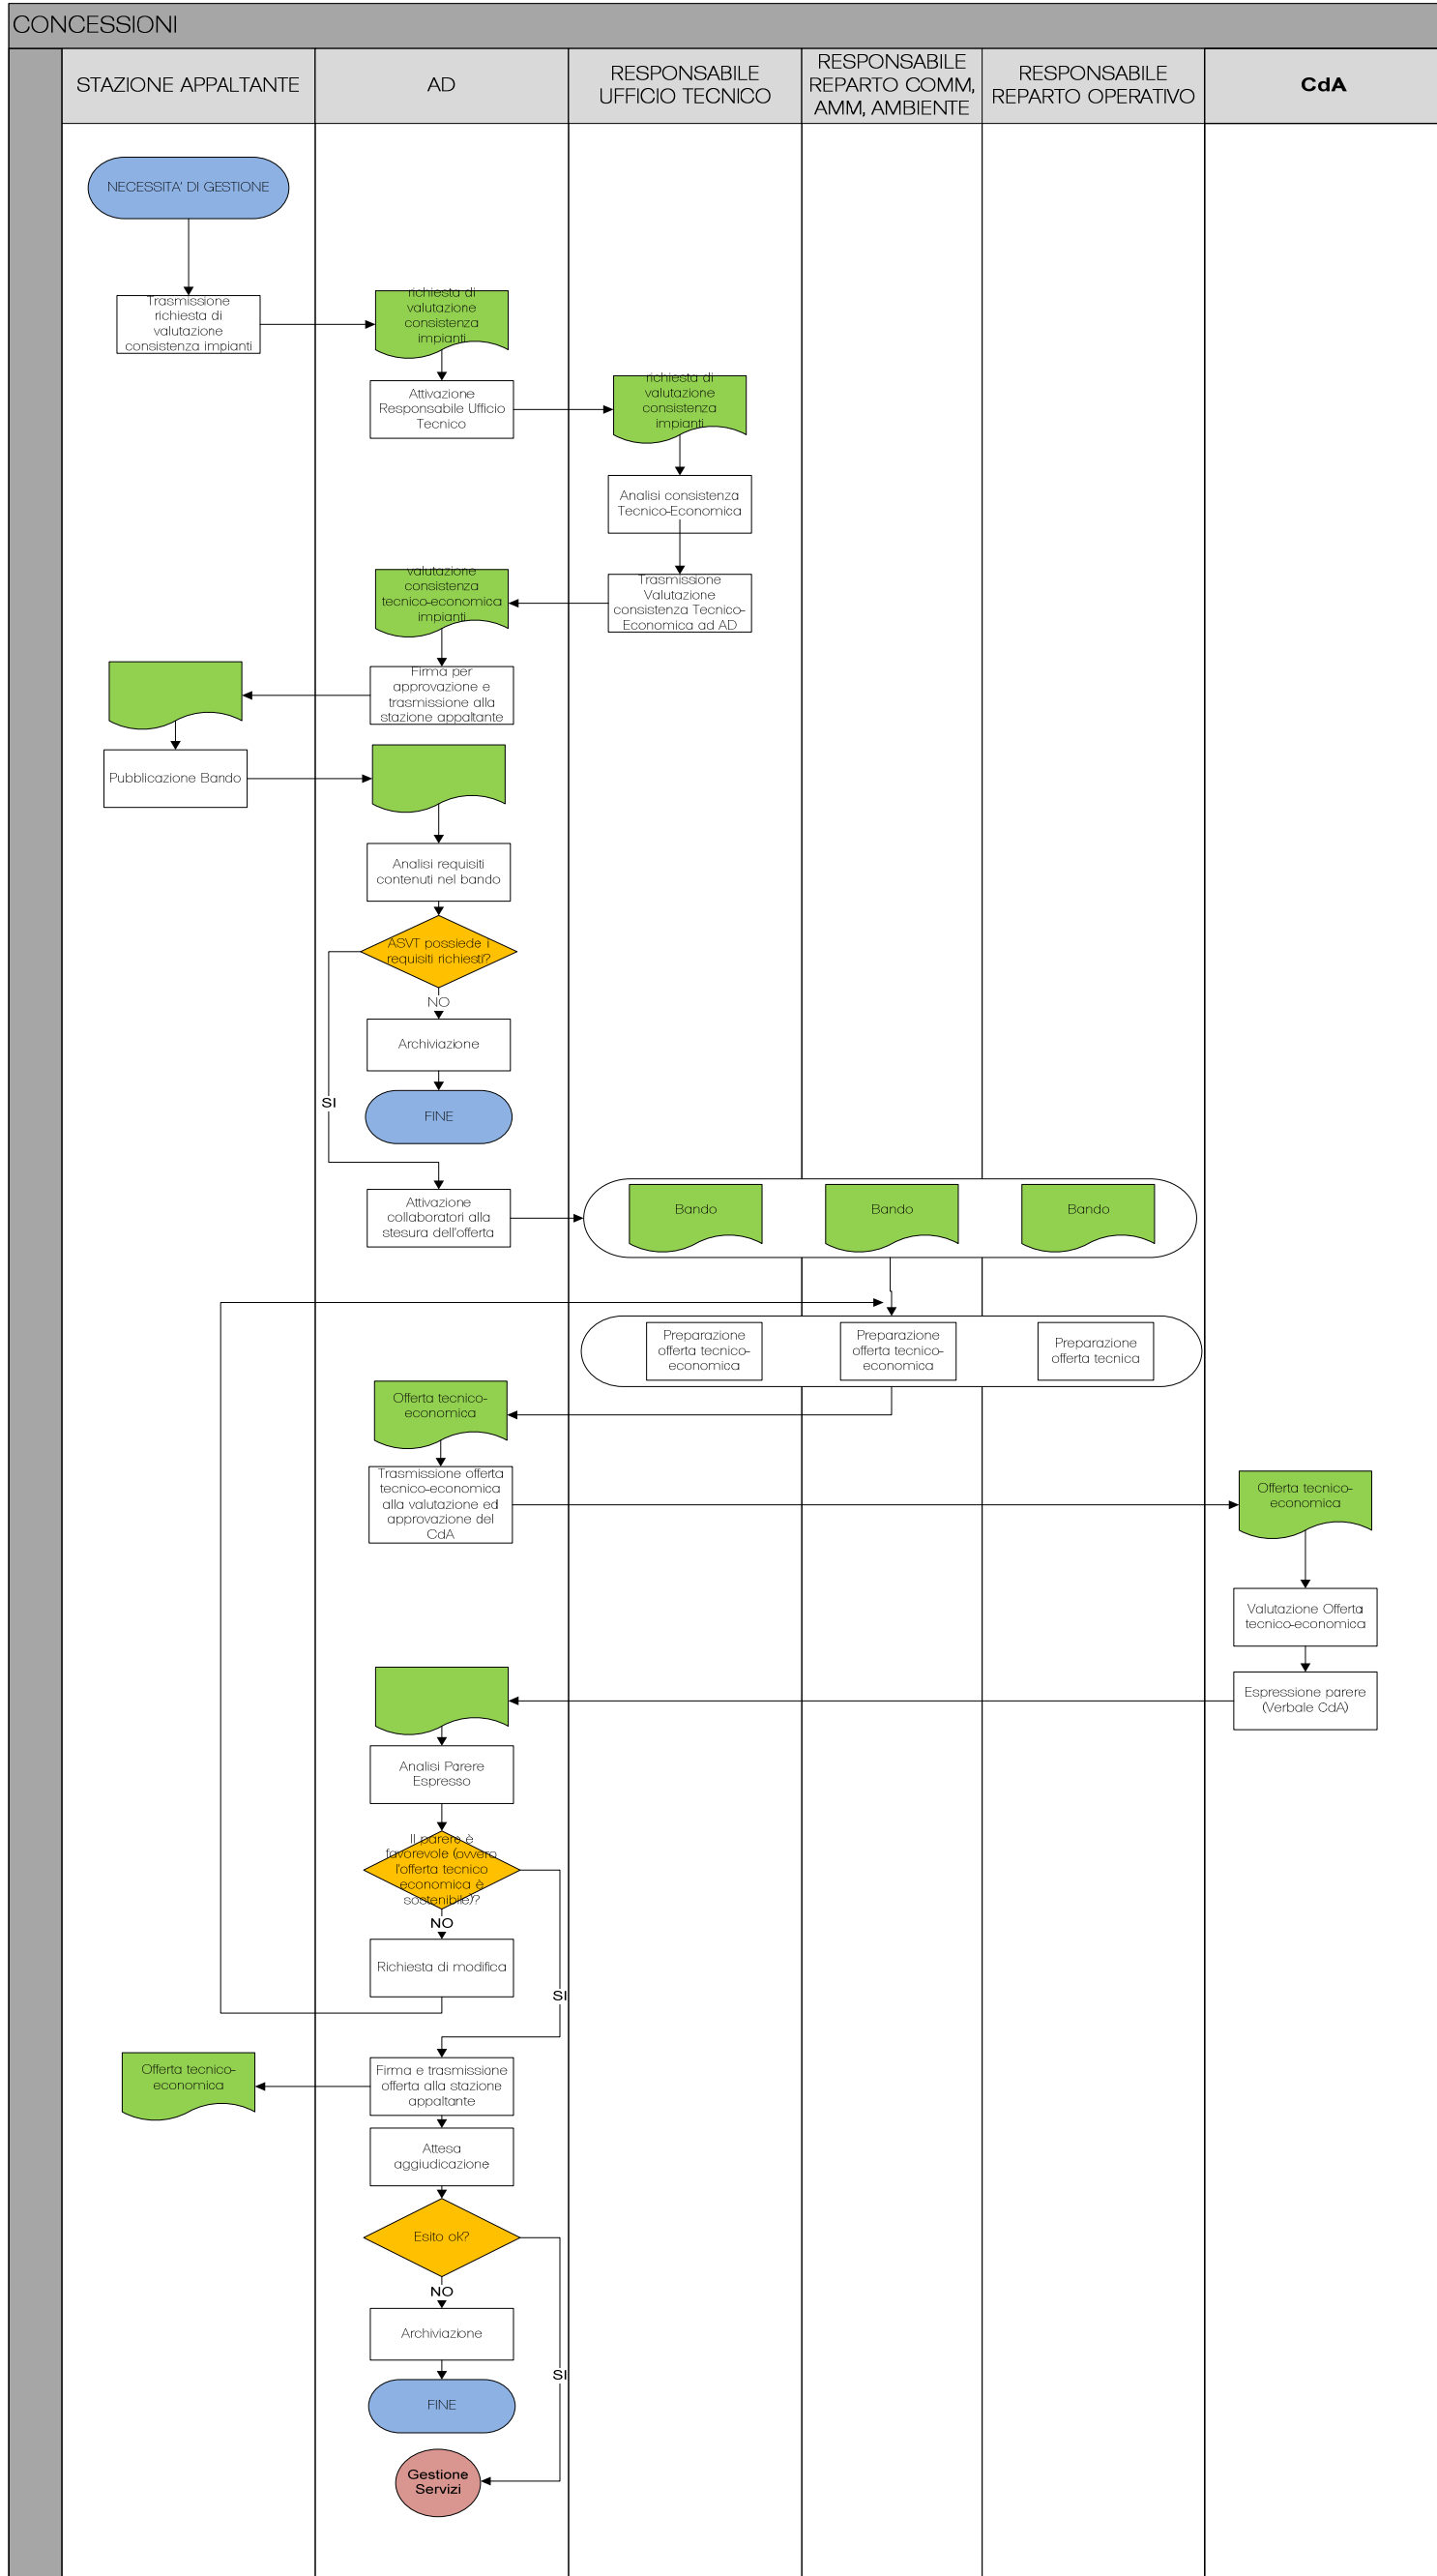 CONCESSIONI
STAZIONE APPALTANTE
AD
RESPONSABILE
UFFICIO TECNICO
RESPONSABILE
REPARTO COMM,
AMM, AMBIENTE
RESPONSABILE
REPARTO OPERATIVO
CdA
NECESSITA' DI GESTIONE
Trasmissione
richiesta di
valutazione
consistenza impianti
richiesta di
valutazione
consistenza
impianti
Attivazione
Responsabile Ufficio
Tecnico
richiesta di
valutazione
consistenza
impianti
Analisi consistenza
Tecnico-Economica
Trasmissione
Valutazione
consistenza Tecnico-
Economica ad AD
valutazione
consistenza
tecnico-economica
impianti
Firma per
approvazione e
trasmissione alla
stazione appaltante
Pubblicazione Bando
Analisi requisiti
contenuti nel bando
ASVT possiede i
requisiti richiesti?
NO
Archiviazione
SI
FINE
Attivazione
collaboratori alla
stesura dell'offerta
Bando
Bando
Bando
Preparazione
offerta tecnico-
economica
Preparazione
offerta tecnico-
economica
Preparazione
offerta tecnica
Offerta tecnico-
economica
Trasmissione offerta
tecnico-economica
alla valutazione ed
approvazione del
CdA
Offerta tecnico-
economica
Valutazione Offerta
tecnico-economica
Espressione parere
(Verbale CdA)
Analisi Parere
Espresso
Il parere è
favorevole (ovvero
l'offerta tecnico
economica è
sostenibile)?
NO
Richiesta di modifica
SI
Offerta tecnico-
economica
Firma e trasmissione
offerta alla stazione
appaltante
Attesa
aggiudicazione
Esito ok?
NO
Archiviazione
SI
FINE
Gestione
Servizi